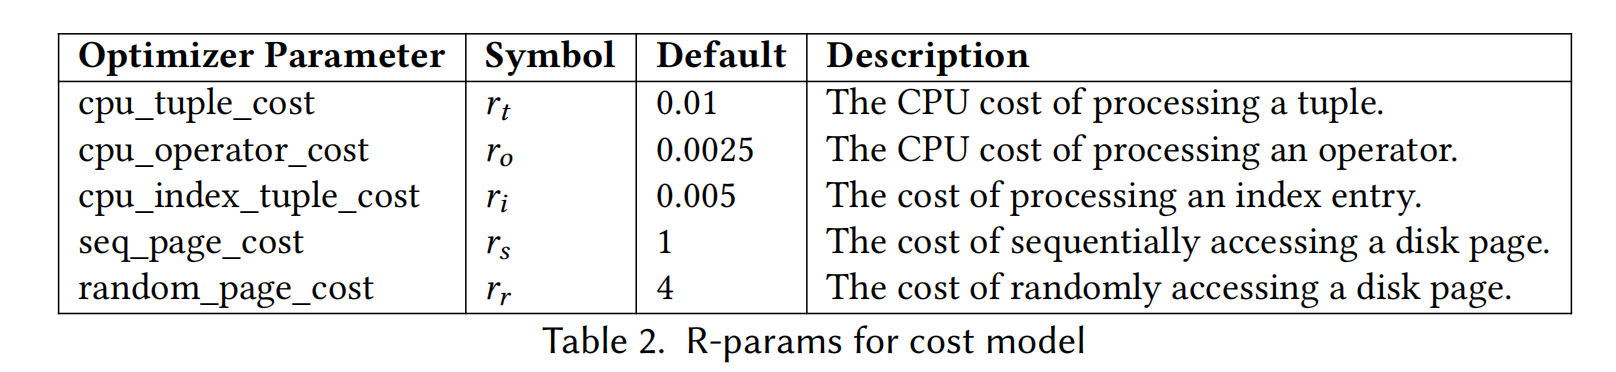 Optimizer Parameter Symbol Default Description
cpu_tuple_cost r_t 0.01 The CPU cost of processing a tuple.
cpu_operator_cost r_o 0.0025 The CPU cost of processing an operator.
cpu_index_tuple_cost r_i 0.005 The cost of processing an index entry.
seq_page_cost r_s 1 The cost of sequentially accessing a disk page.
random_page_cost r_r 4 The cost of randomly accessing a disk page.
Table 2. R-params for cost model